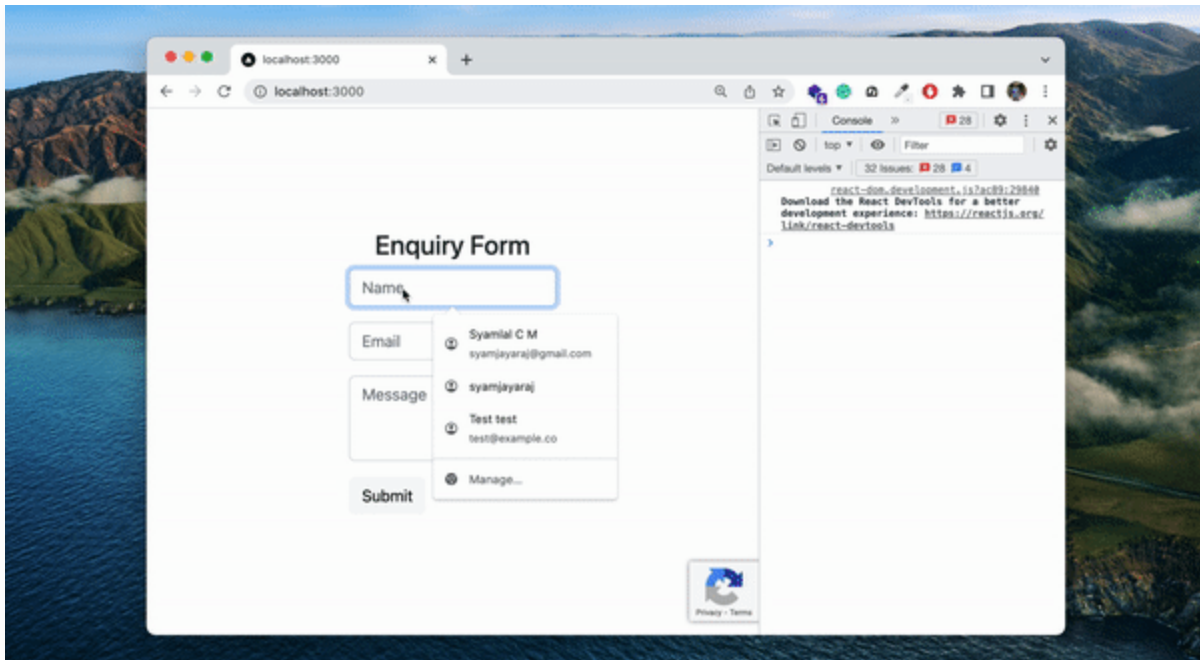 localhost:3000
localhost:3000
Console
28
top
Filter
Default levels
32 Issues: 28 4
react-dom.development.js?ac89:29840
Download the React DevTools for a better
development experience: https://reactjs.org/
link/react-devtools
Enquiry Form
Name
Email
Message
Submit
Syamlal C M
syamjayaraj@gmail.com
syamjayaraj
Test test
test@example.co
Manage...
Privacy - Terms